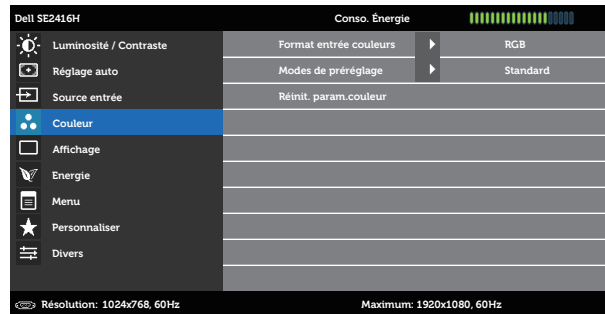 Dell SE2416H Conso. Énergie
Luminosité / Contraste Format entrée couleurs RGB
Réglage auto Modes de préréglage Standard
Source entrée Réinit. param.couleur
Couleur
Affichage
Energie
Menu
Personnaliser
Divers
Résolution: 1024x768, 60Hz Maximum: 1920x1080, 60Hz